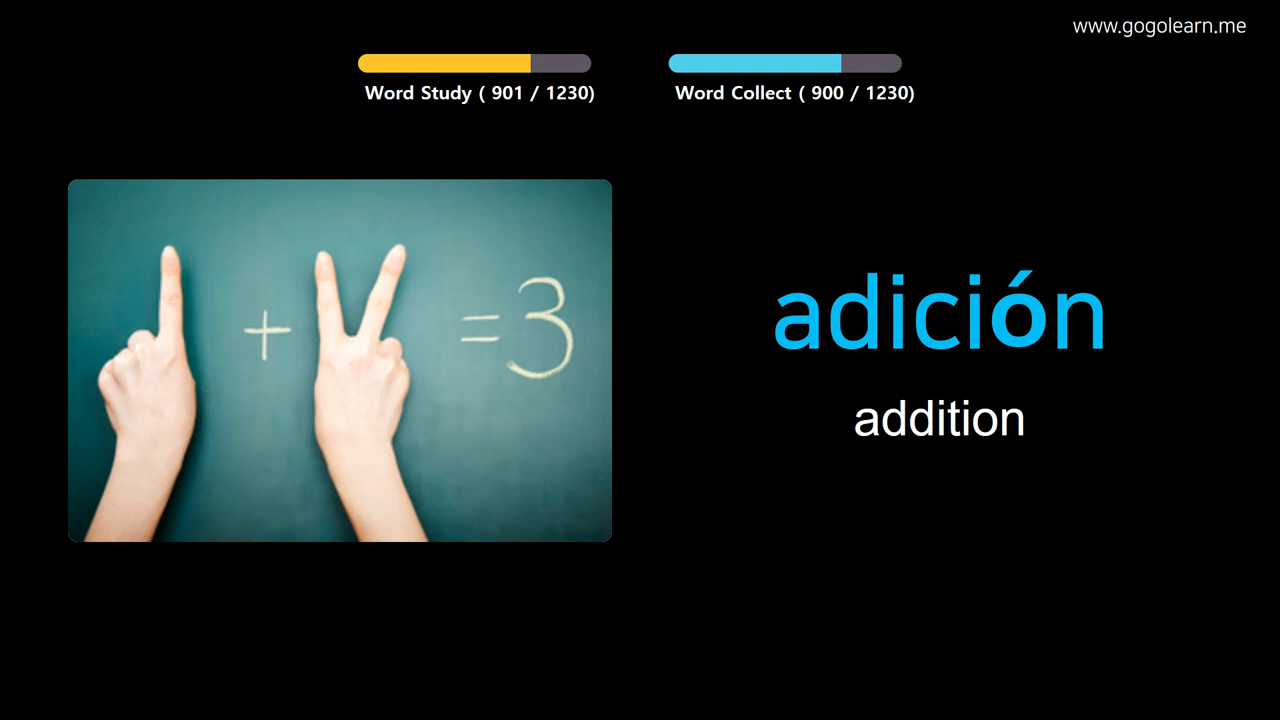 www.gogolearn.me
Word Study ( 901 / 1230)
Word Collect ( 900 / 1230)
+ = 3
adición
addition